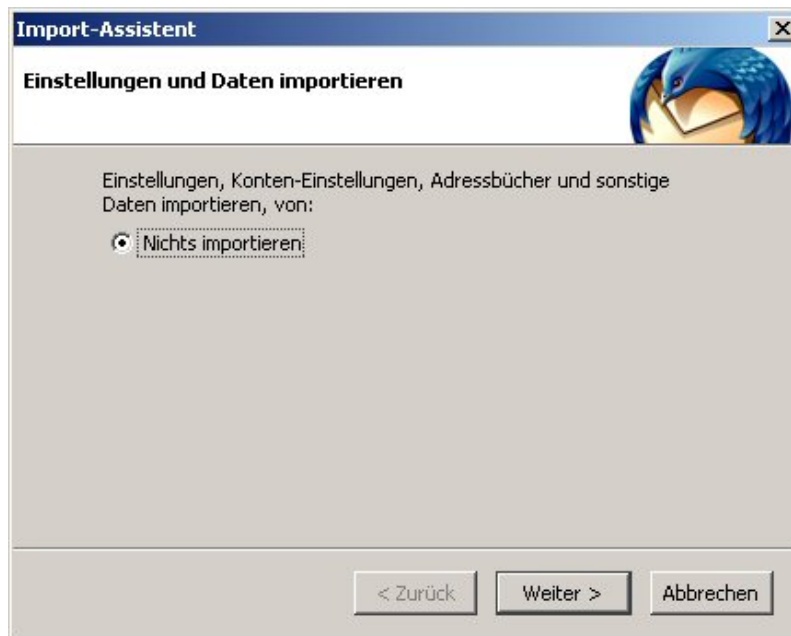 Import-Assistent
Einstellungen und Daten importieren
Einstellungen, Konten-Einstellungen, Adressbücher und sonstige
Daten importieren, von:
Nichts importieren
< Zurück Weiter > Abbrechen